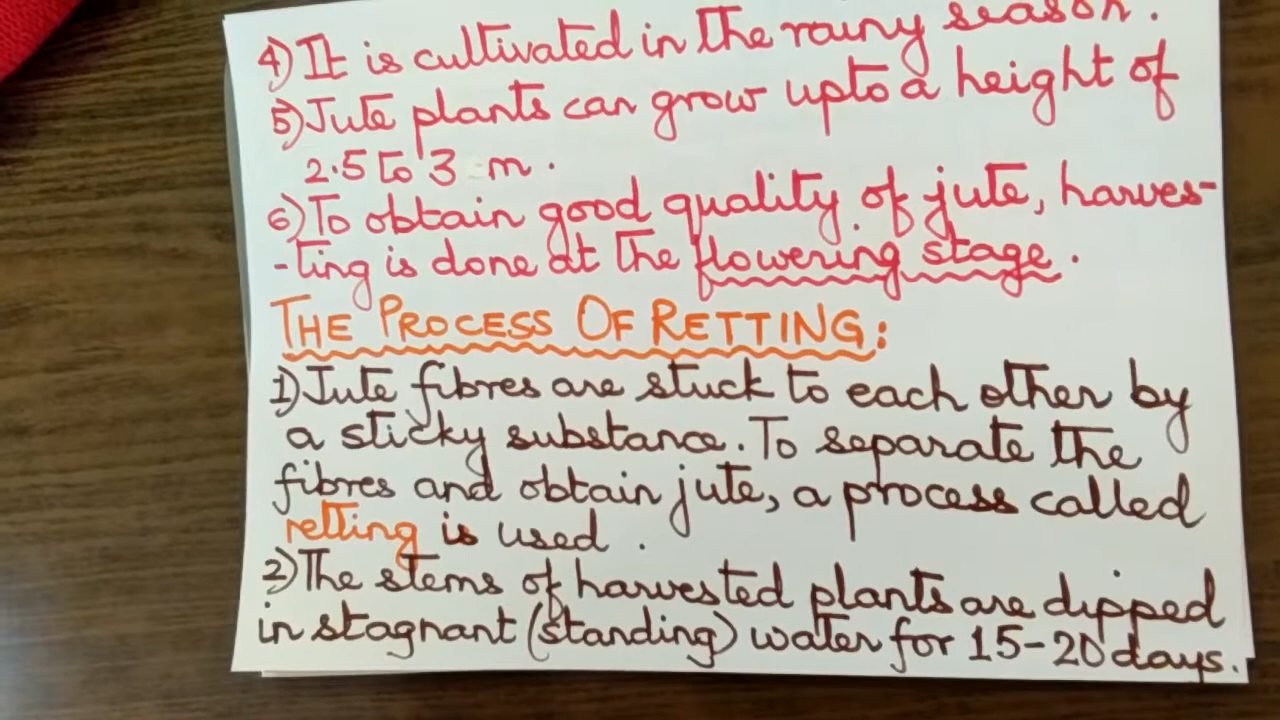 4) It is cultivated in the rainy season.
5) Jute plants can grow upto a height of
2.5 to 3 m.
6) To obtain good quality of jute, harves-
-ting is done at the flowering stage.
THE PROCESS OF RETTING:
1) Jute fibres are stuck to each other by
a sticky substance. To separate the
fibres and obtain jute, a process called
retting is used.
2) The stems of harvested plants are dipped
in stagnant (standing) water for 15-20 days.